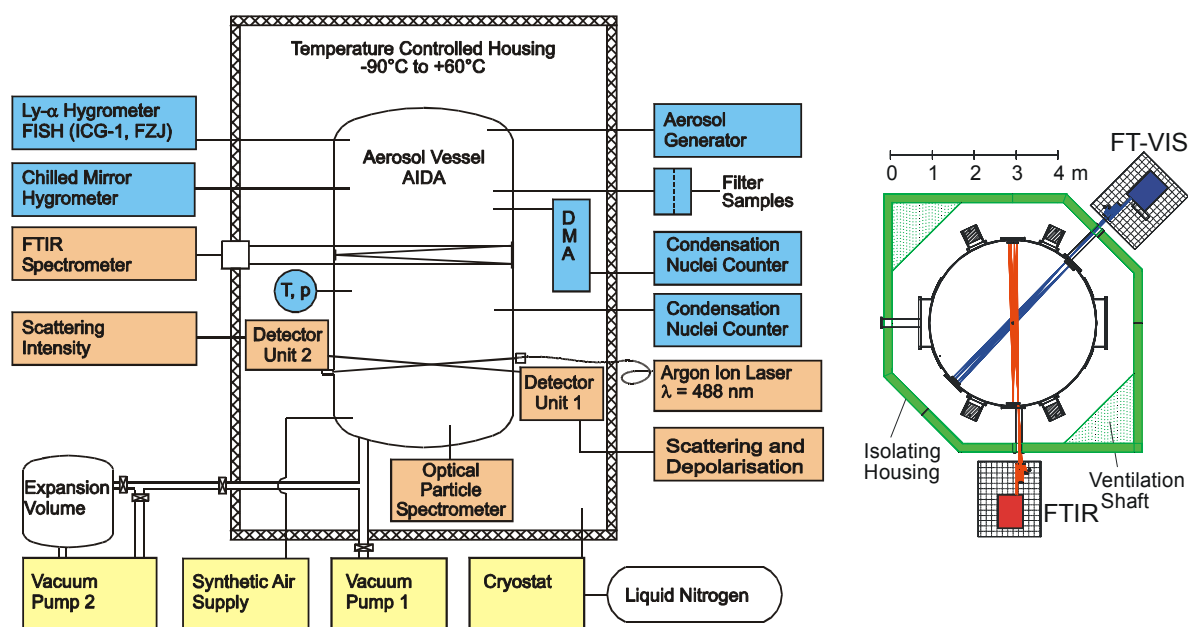 Temperature Controlled Housing
-90°C to +60°C
Ly-α Hygrometer
FISH (ICG-1, FZJ)
Chilled Mirror
Hygrometer
FTIR
Spectrometer
T, p
Scattering
Intensity
Detector
Unit 2
Aerosol Vessel
AIDA
Aerosol
Generator
Filter
Samples
D
M
A
Condensation
Nuclei Counter
Condensation
Nuclei Counter
Detector
Unit 1
Argon Ion Laser
λ = 488 nm
Scattering and
Depolarisation
Optical
Particle
Spectrometer
Expansion
Volume
Vacuum
Pump 2
Synthetic Air
Supply
Vacuum
Pump 1
Cryostat
Liquid Nitrogen
FT-VIS
0 1 2 3 4 m
Isolating
Housing
Ventilation
Shaft
FTIR